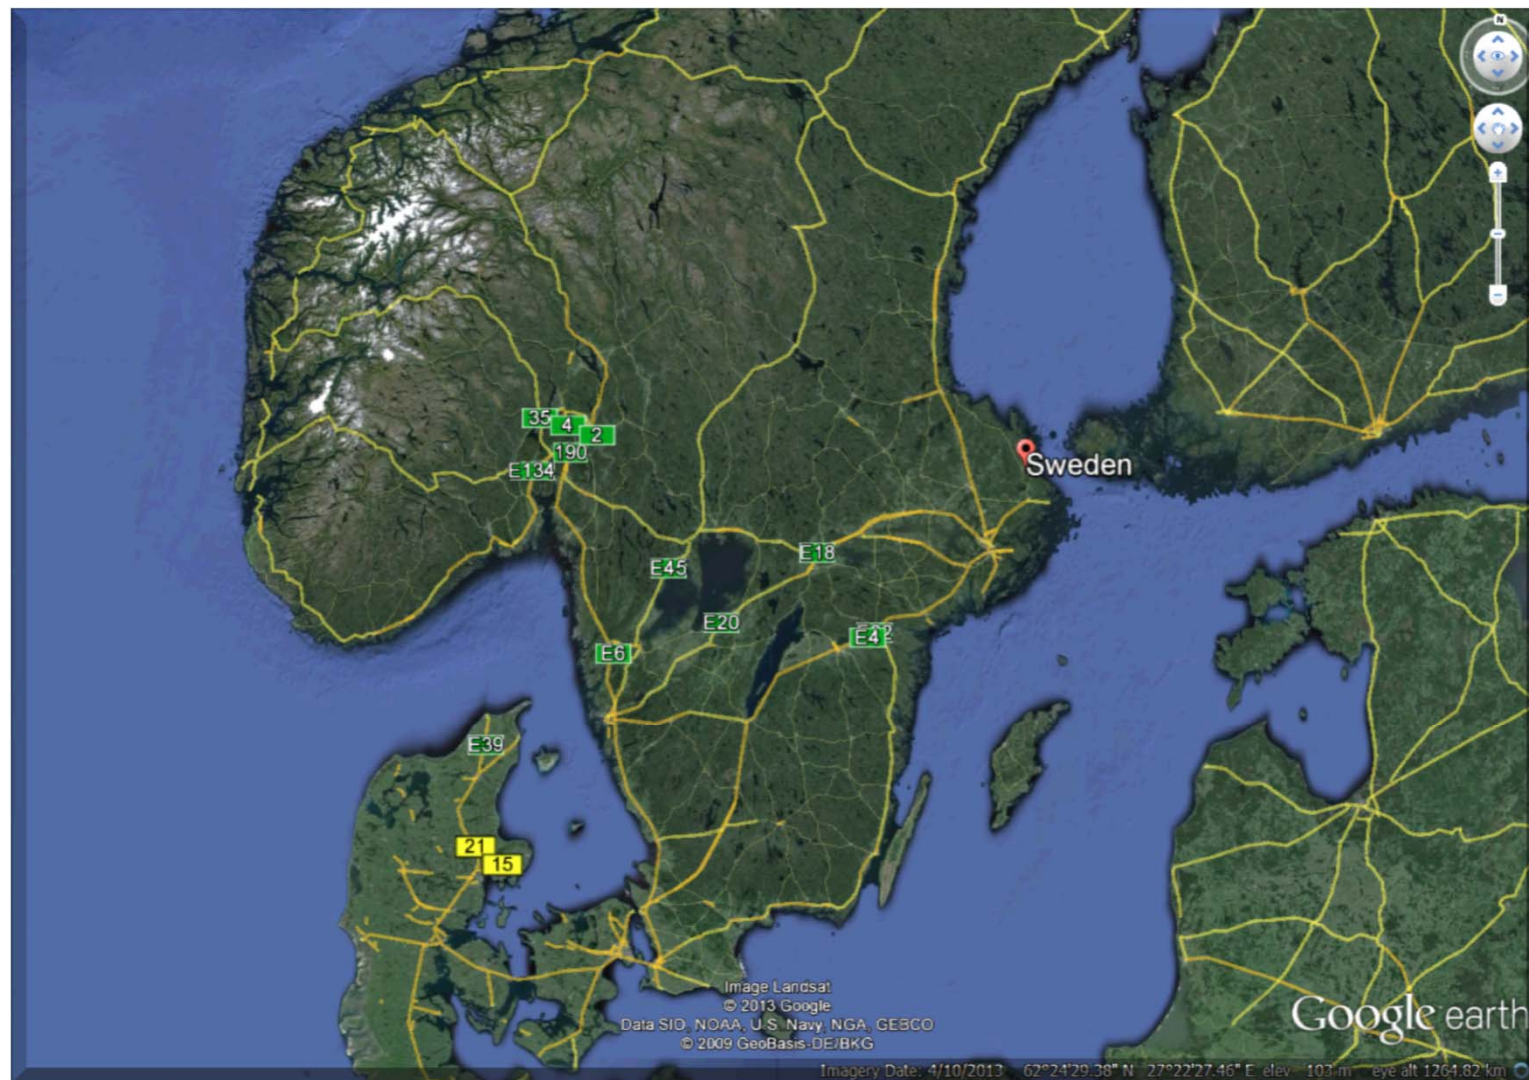 N
35
4
2
190
E134
Sweden
E18
E45
E20
E4
E6
E39
21
15
Image Landsat
© 2013 Google
Data SIO, NOAA, U.S. Navy, NGA, GEBCO
© 2009 GeoBasis-DE/BKG
Google earth
Imagery Date: 4/10/2013 62°24'29.38" N 27°22'27.46" E elev 103 m eye alt 1264.82 km